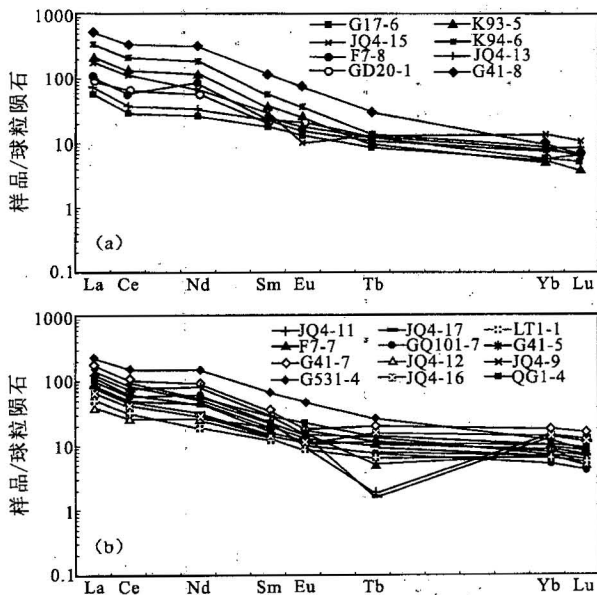 1000
100
10
1
0.1
样品/球粒陨石
(a)
G17-6 K93-5
JQ4-15 K94-6
F7-8 JQ4-13
GD20-1 G41-8
La Ce Nd Sm Eu Tb Yb Lu
1000
100
10
1
0.1
样品/球粒陨石
(b)
JQ4-11 JQ4-17 LT1-1
F7-7 GQ101-7 G41-5
G41-7 JQ4-12 JQ4-9
G531-4 JQ4-16 QG1-4
La Ce Nd Sm Eu Tb Yb Lu